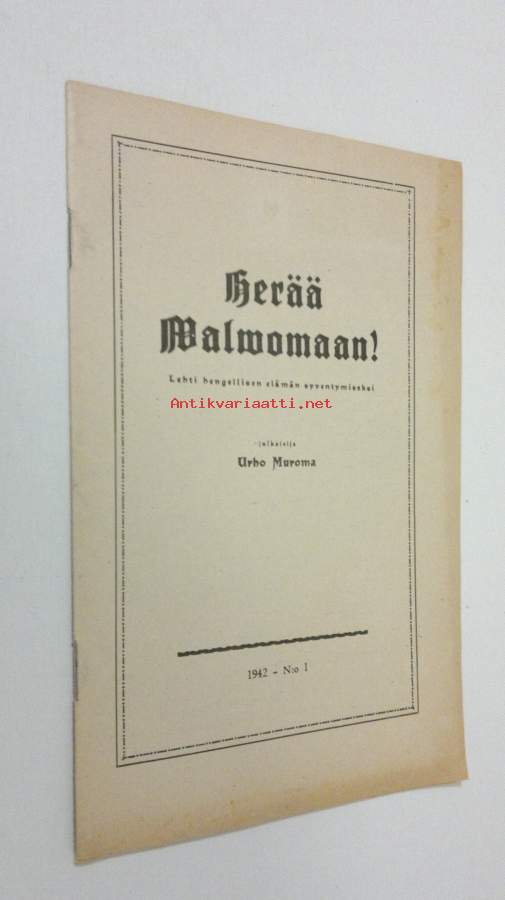 Herää
Walwomaan!
Lehti hengellisen elämän syventymiseksi
Antikvariaatti.net
julkaisija
Urho Muroma
1942 - N:o 1